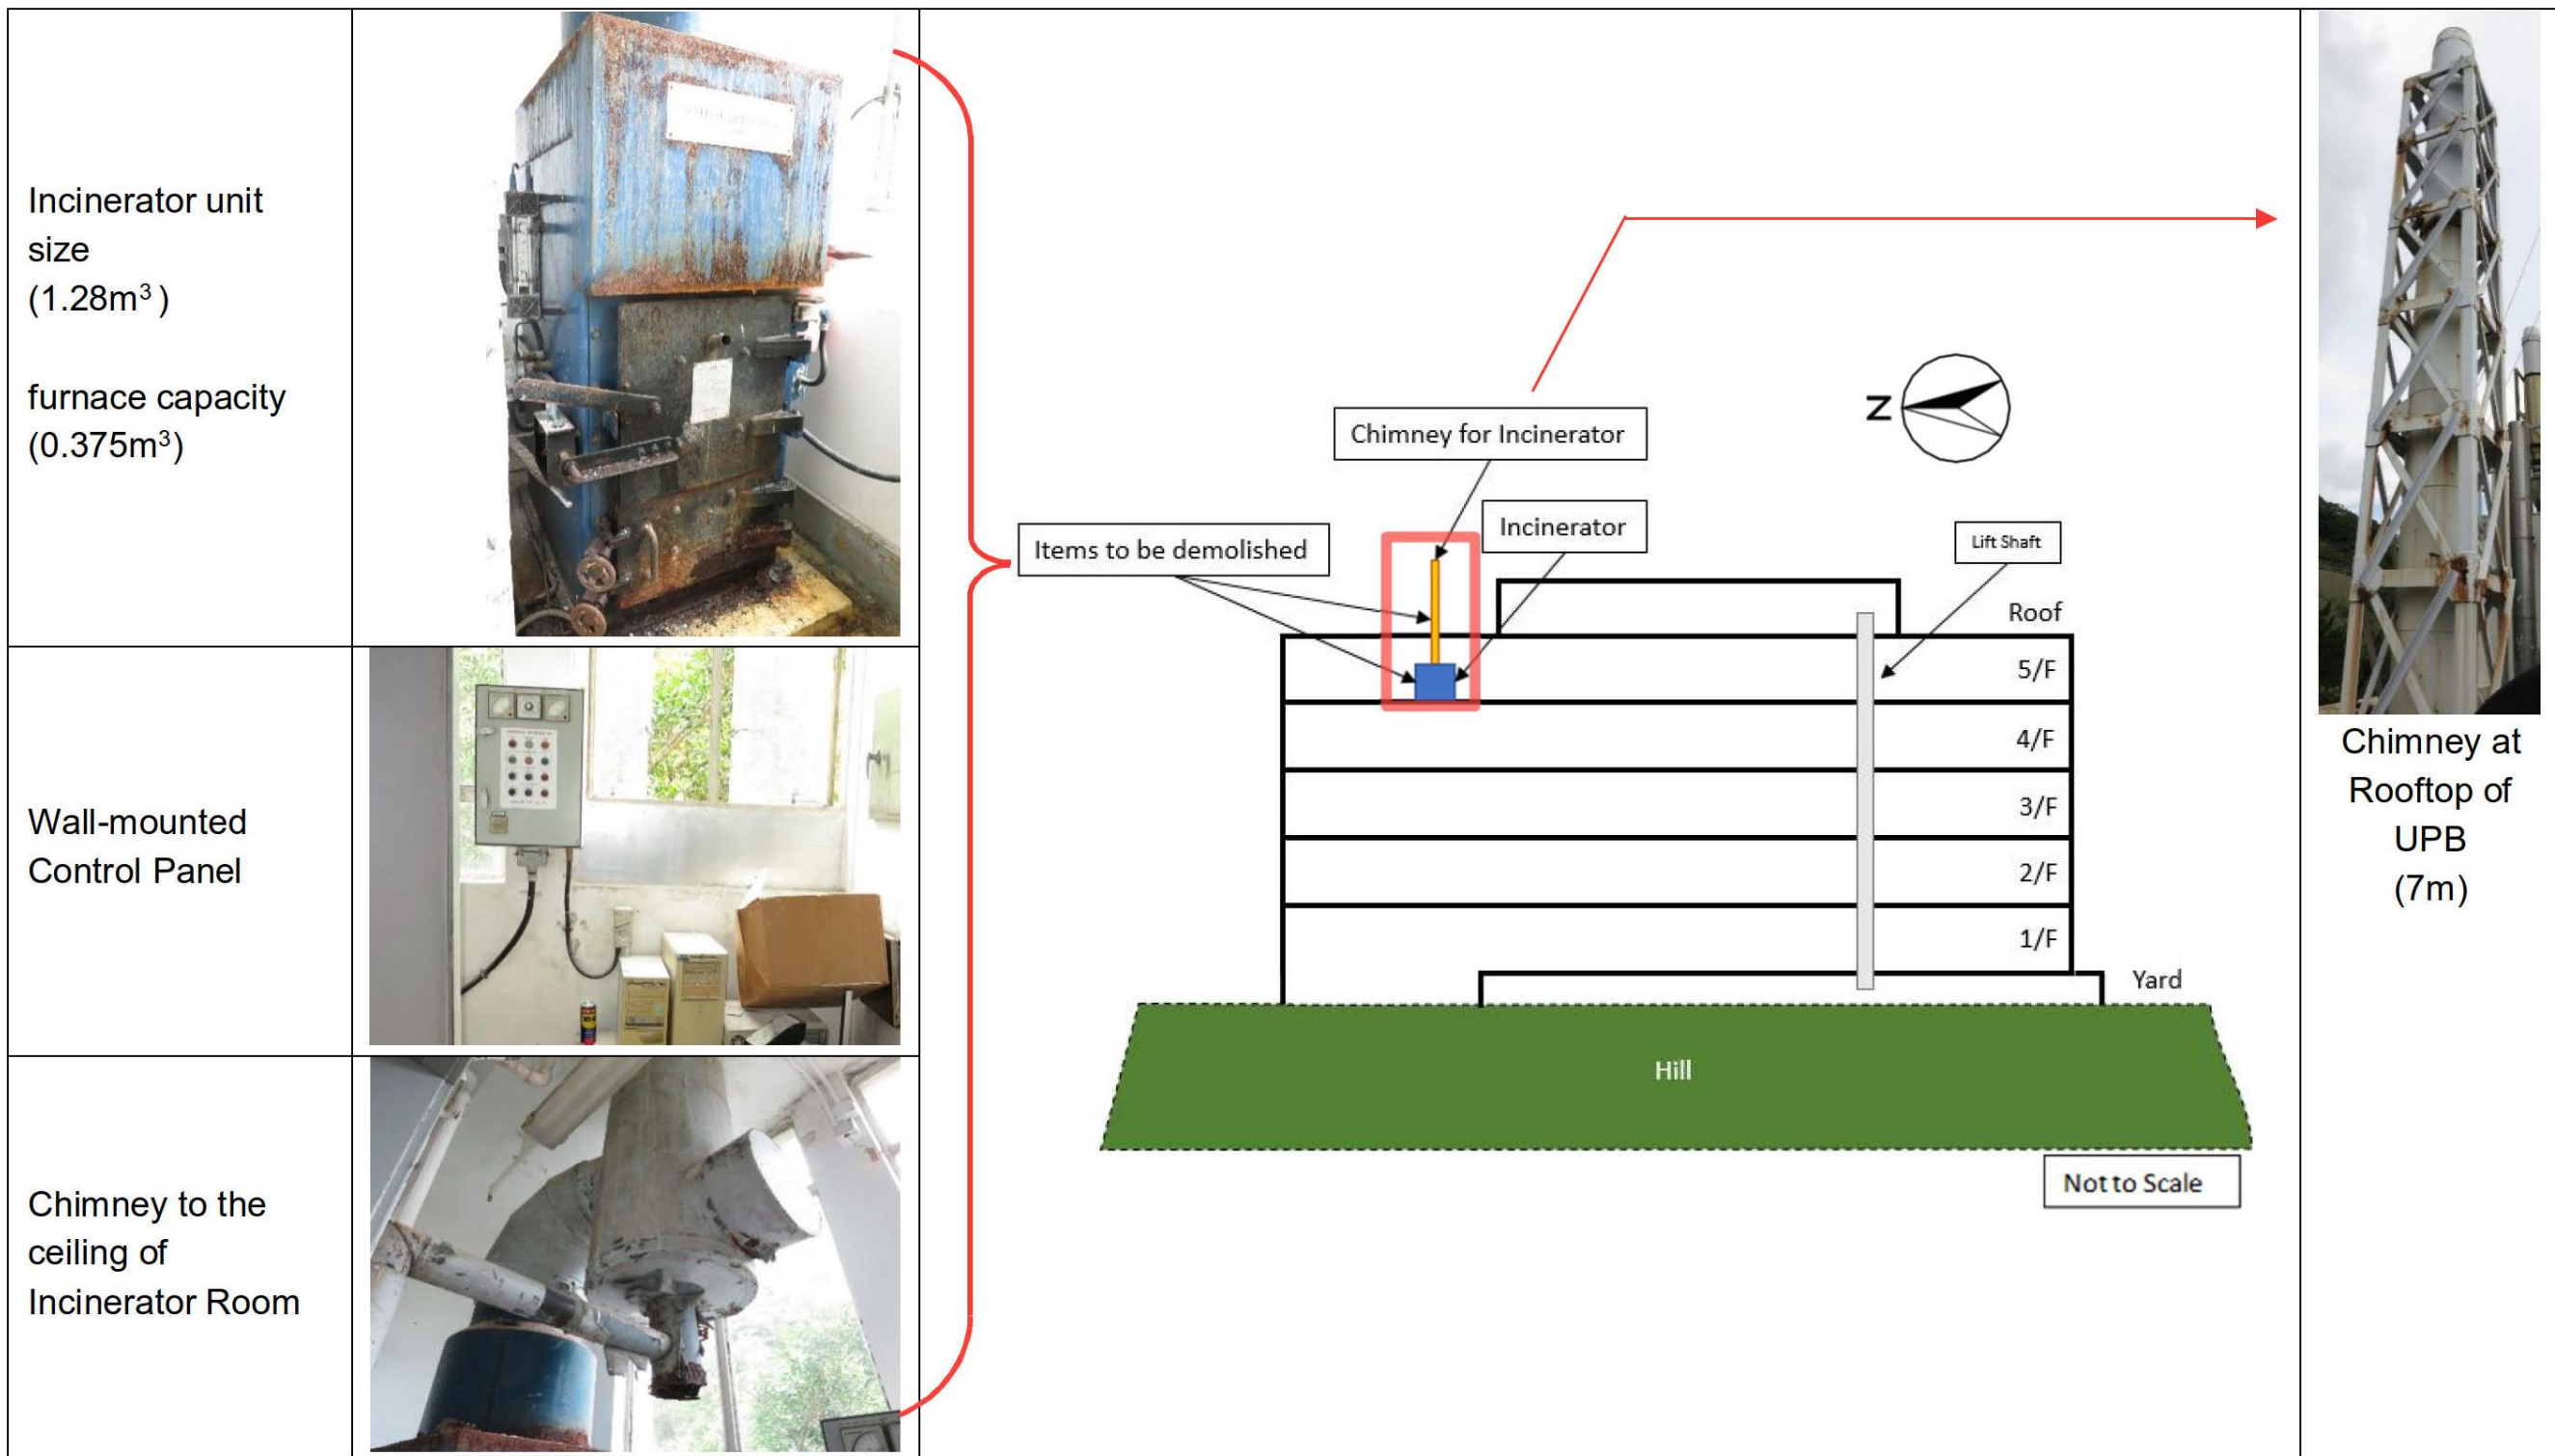 Incinerator unit
size
(1.28m³ )
furnace capacity
(0.375m³)
Wall-mounted
Control Panel
Chimney to the
ceiling of
Incinerator Room
Chimney for Incinerator
Incinerator
Items to be demolished
Z
Lift Shaft
Roof
5/F
4/F
3/F
2/F
1/F
Yard
Hill
Not to Scale
Chimney at
Rooftop of
UPB
(7m)